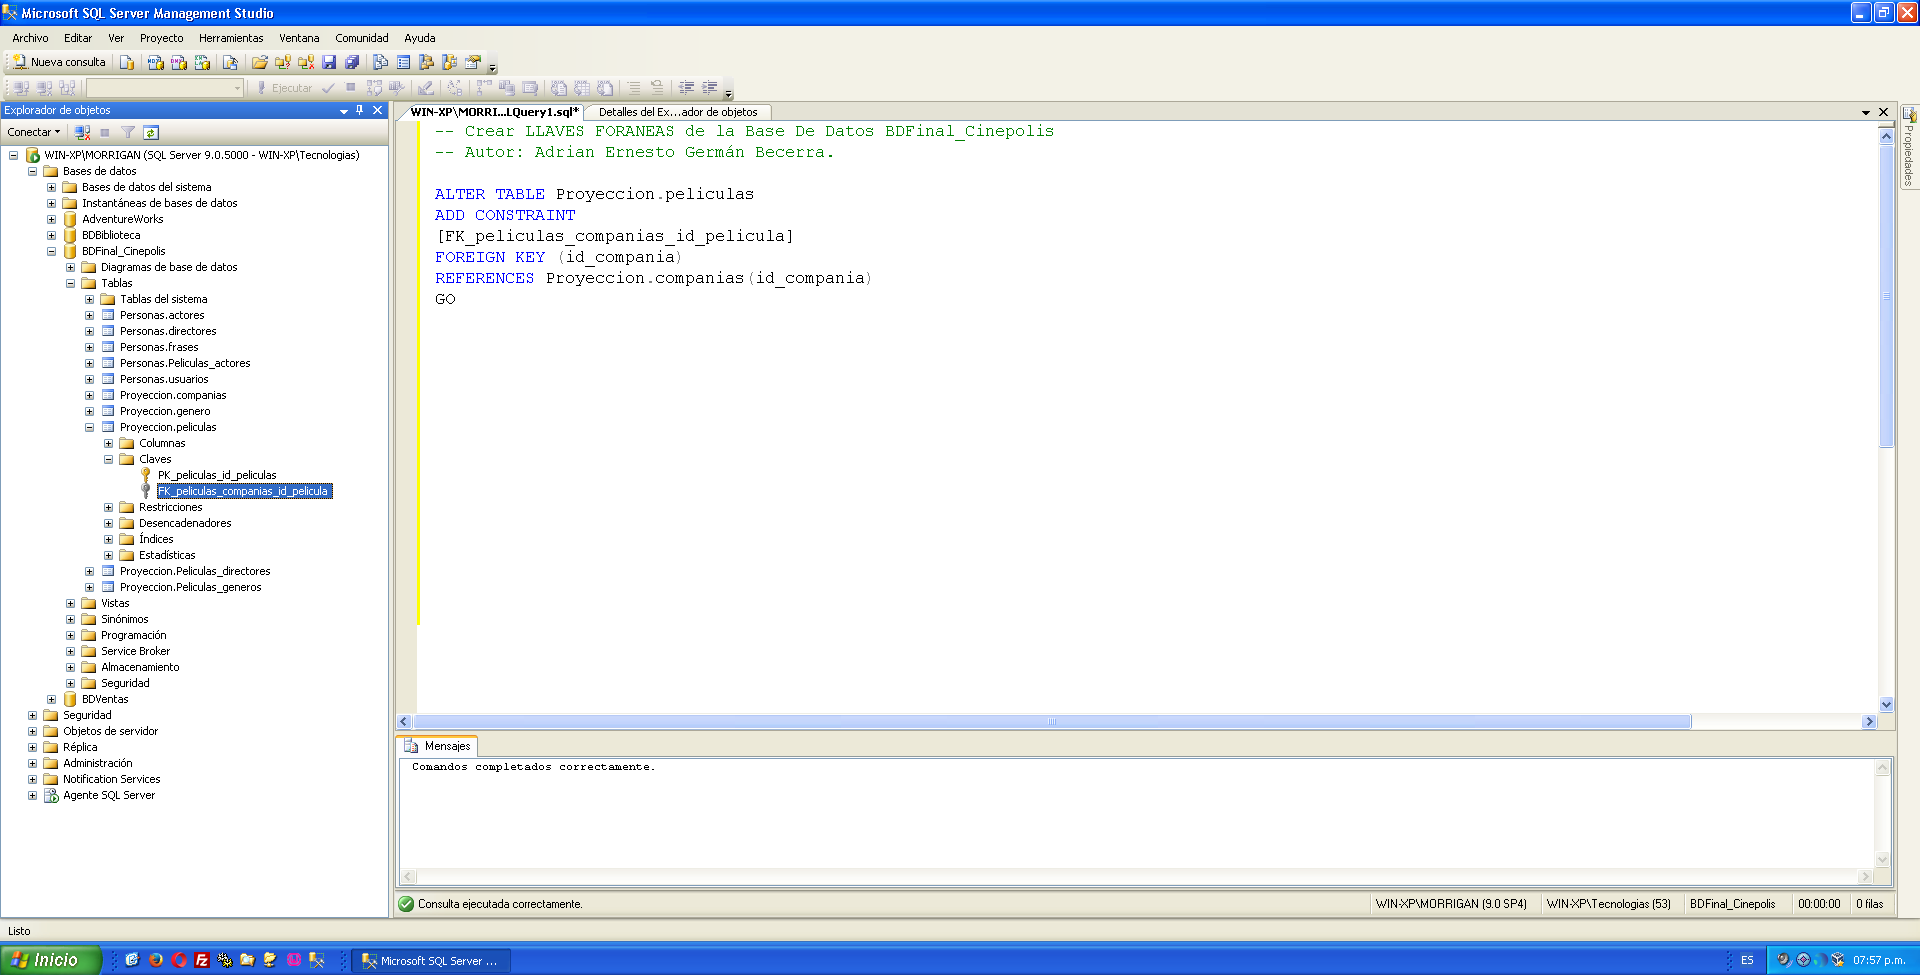 Microsoft SQL Server Management Studio
Archivo Editar Ver Proyecto Herramientas Ventana Comunidad Ayuda
Nueva consulta
Ejecutar
Explorador de objetos
Conectar
WIN-XP\MORRIGAN (SQL Server 9.0.5000 - WIN-XP\Tecnologias)
Bases de datos
Bases de datos del sistema
Instantáneas de bases de datos
AdventureWorks
BDBiblioteca
BDFinal_Cinepolis
Diagramas de base de datos
Tablas
Tablas del sistema
Personas.actores
Personas.directores
Personas.frases
Personas.Peliculas_actores
Personas.usuarios
Proyeccion.companias
Proyeccion.genero
Proyeccion.peliculas
Columnas
Claves
PK_peliculas_id_peliculas
FK_peliculas_companias_id_pelicula
Restricciones
Desencadenadores
Índices
Estadísticas
Proyeccion.Peliculas_directores
Proyeccion.Peliculas_generos
Vistas
Sinónimos
Programación
Service Broker
Almacenamiento
Seguridad
BDVentas
Seguridad
Objetos de servidor
Réplica
Administración
Notification Services
Agente SQL Server
WIN-XP\MORRI...LQuery1.sql* Detalles del Ex...ador de objetos
-- Crear LLAVES FORANEAS de la Base De Datos BDFinal_Cinepolis
-- Autor: Adrian Ernesto Germán Becerra.
ALTER TABLE Proyeccion.peliculas
ADD CONSTRAINT
[FK_peliculas_companias_id_pelicula]
FOREIGN KEY (id_compania)
REFERENCES Proyeccion.companias(id_compania)
GO
Propiedades
Mensajes
Comandos completados correctamente.
Consulta ejecutada correctamente. WIN-XP\MORRIGAN (9.0 SP4) WIN-XP\Tecnologias (53) BDFinal_Cinepolis 00:00:00 0 filas
Listo
Inicio Microsoft SQL Server ... ES 07:57 p.m.